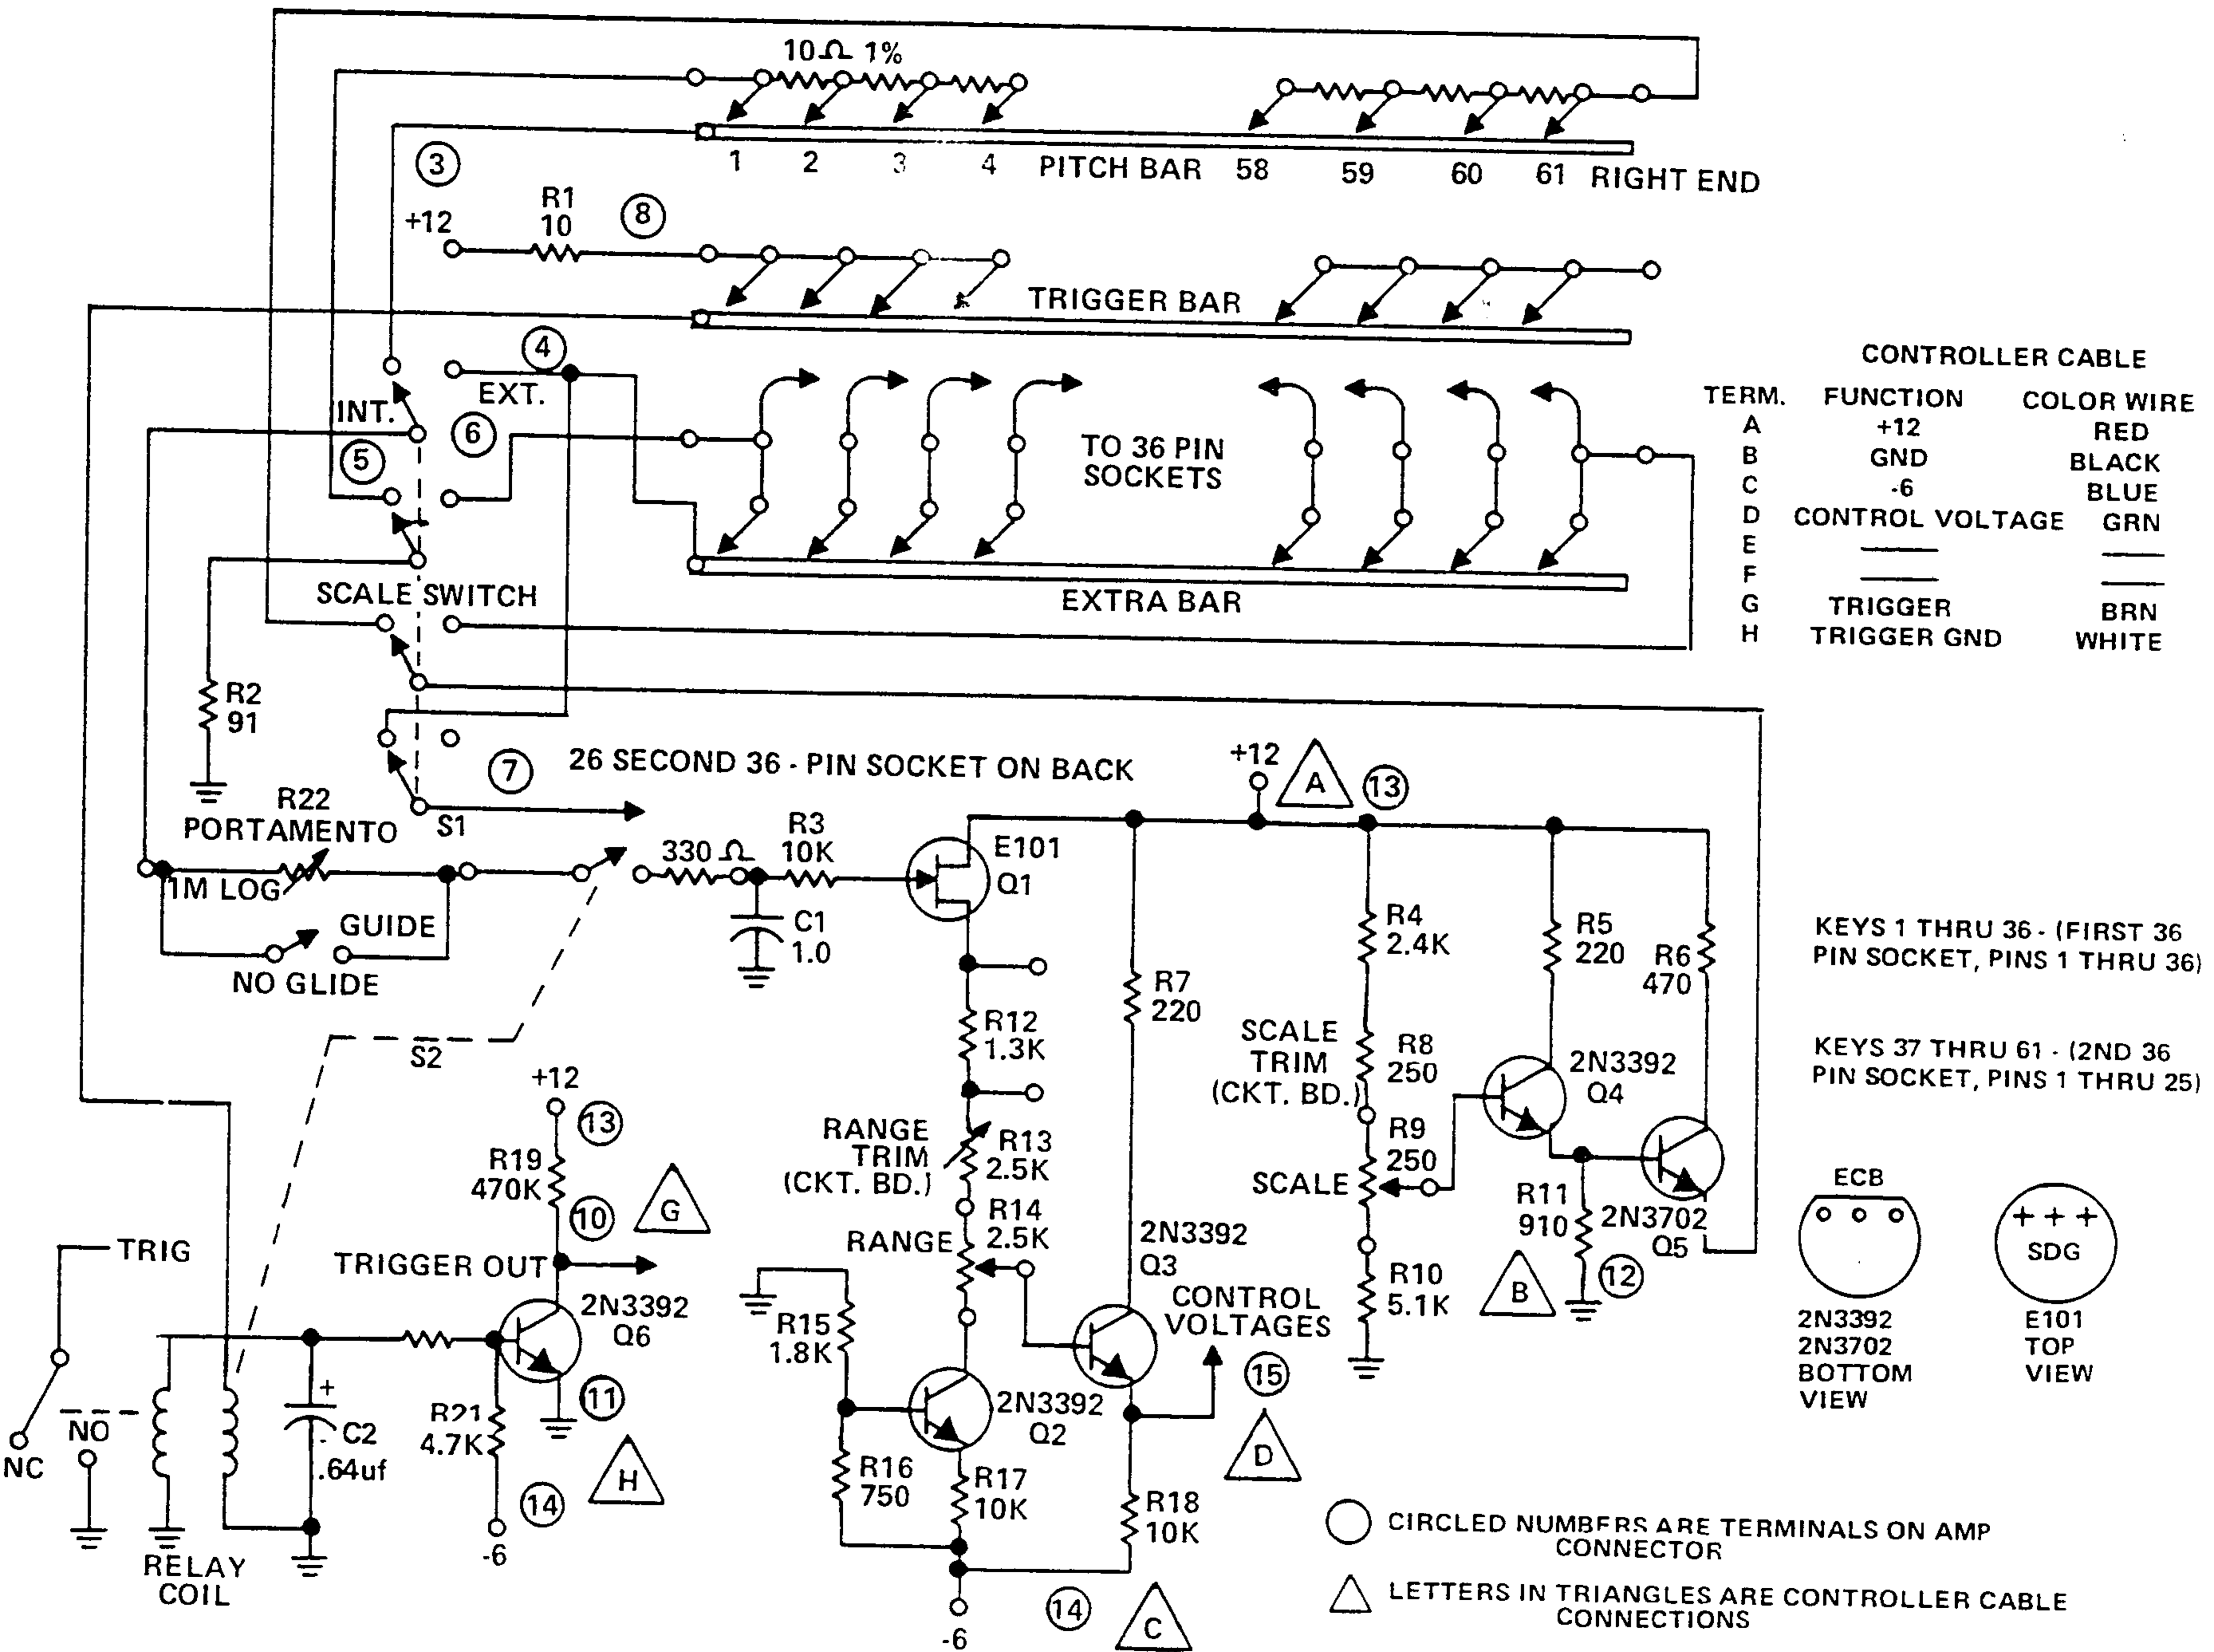 10Ω 1%
1 2 3 4 PITCH BAR 58 59 60 61 RIGHT END
3
+12
R1
10
8
TRIGGER BAR
4
EXT.
INT.
6
5
TO 36 PIN
SOCKETS
EXTRA BAR
SCALE SWITCH
CONTROLLER CABLE
TERM. FUNCTION COLOR WIRE
A +12 RED
B GND BLACK
C -6 BLUE
D CONTROL VOLTAGE GRN
E
F
G TRIGGER BRN
H TRIGGER GND WHITE
R2
91
7
26 SECOND 36 - PIN SOCKET ON BACK
S1
R22
PORTAMENTO
1M LOG
GUIDE
NO GLIDE
S2
330 Ω
R3
10K
C1
1.0
E101
Q1
+12
A
13
R4
2.4K
R5
220
R6
470
R7
220
R12
1.3K
SCALE
TRIM
(CKT. BD.)
R8
250
R9
250
SCALE
R10
5.1K
2N3392
Q4
R11
910
2N3702
Q5
12
B
RANGE
TRIM
(CKT. BD.)
R13
2.5K
R14
2.5K
RANGE
2N3392
Q3
CONTROL
VOLTAGES
15
D
R15
1.8K
2N3392
Q2
R16
750
R17
10K
R18
10K
-6
14
C
+12
13
R19
470K
10
G
TRIGGER OUT
2N3392
Q6
11
H
R21
4.7K
14
-6
TRIG
NO
NC
C2
.64uf
+
-
RELAY
COIL
KEYS 1 THRU 36 - (FIRST 36
PIN SOCKET, PINS 1 THRU 36)
KEYS 37 THRU 61 - (2ND 36
PIN SOCKET, PINS 1 THRU 25)
ECB
2N3392
2N3702
BOTTOM
VIEW
+ + +
SDG
E101
TOP
VIEW
CIRCLED NUMBERS ARE TERMINALS ON AMP
CONNECTOR
LETTERS IN TRIANGLES ARE CONTROLLER CABLE
CONNECTIONS